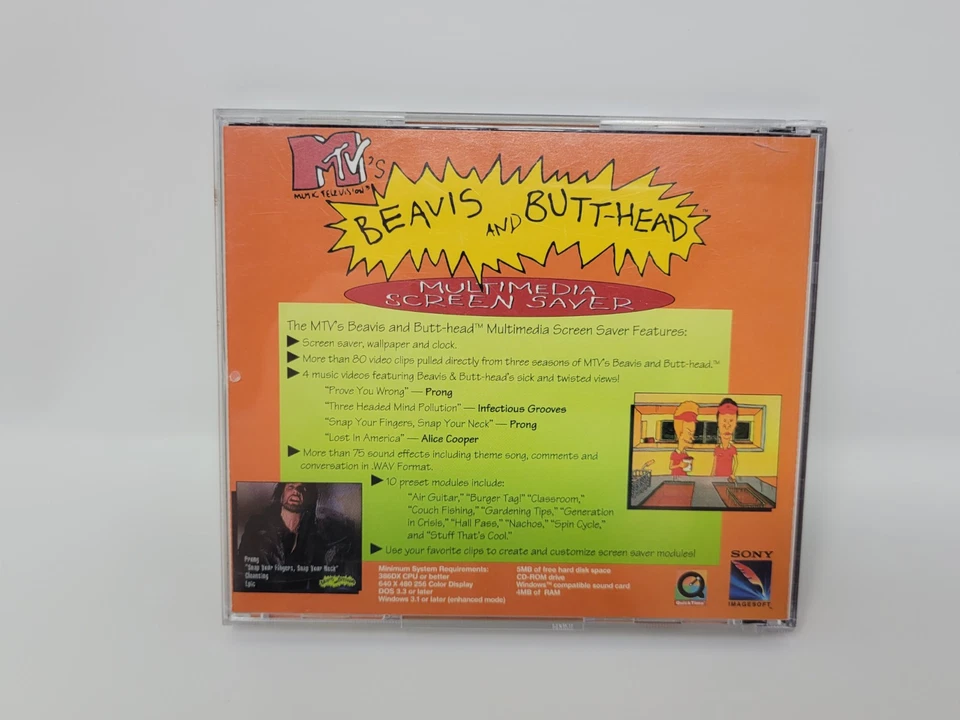 MTV'S
MUSIC TELEVISION
BEAVIS AND BUTT-HEAD™
MULTIMEDIA
SCREEN SAVER
The MTV's Beavis and Butt-head™ Multimedia Screen Saver Features:
Screen saver, wallpaper and clock.
More than 80 video clips pulled directly from three seasons of MTV's Beavis and Butt-head.™
4 music videos featuring Beavis & Butt-head's sick and twisted views!
"Prove You Wrong" — Prong
"Three Headed Mind Pollution" — Infectious Grooves
"Snap Your Fingers, Snap Your Neck" — Prong
"Lost In America" — Alice Cooper
More than 75 sound effects including theme song, comments and
conversation in .WAV Format.
10 preset modules include:
"Air Guitar," "Burger Tag!" "Classroom,"
"Couch Fishing," "Gardening Tips," "Generation
in Crisis," "Hall Pass," "Nachos," "Spin Cycle,"
and "Stuff That's Cool."
Use your favorite clips to create and customize screen saver modules!
Prong
"Snap Your Fingers, Snap Your Neck"
Cleansing
Epic
Minimum System Requirements:
386DX CPU or better
640 X 480 256 Color Display
DOS 3.3 or later
Windows 3.1 or later (enhanced mode)
5MB of free hard disk space
CD-ROM drive
Windows™ compatible sound card
4MB of RAM
QuickTime
SONY
IMAGESOFT